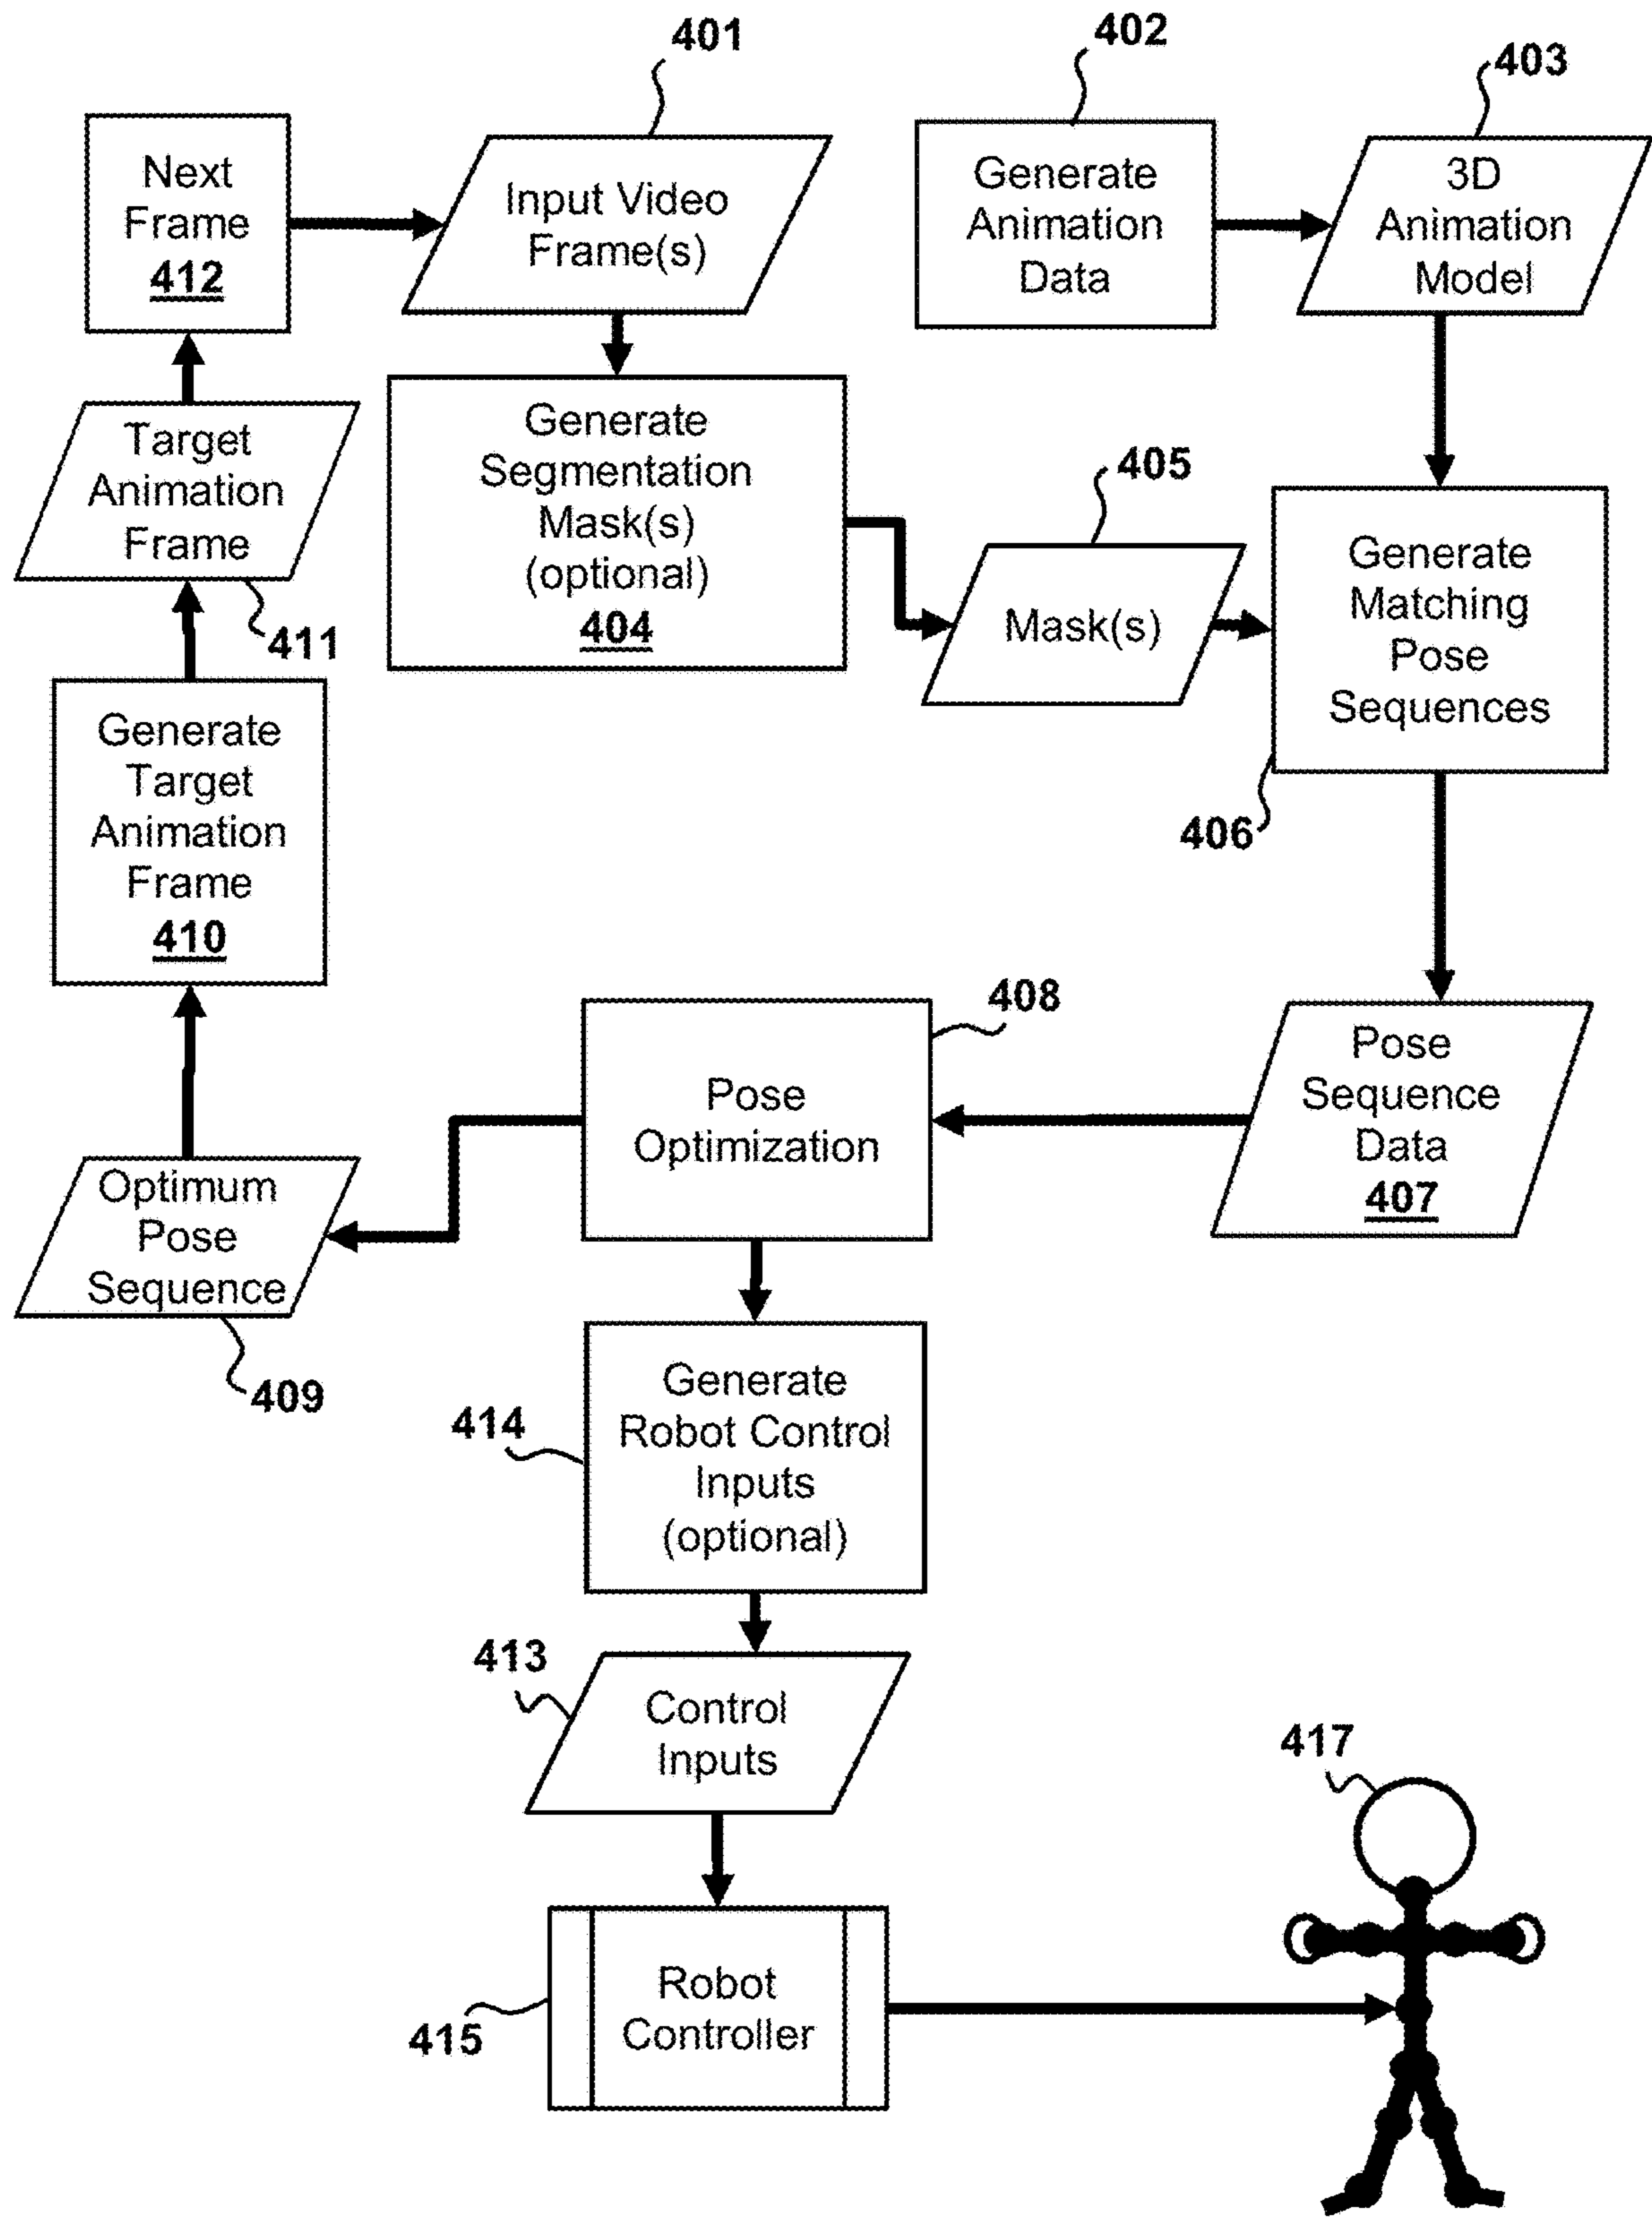 401
402
403
Next
Frame
412
Input Video
Frame(s)
Generate
Animation
Data
3D
Animation
Model
Target
Animation
Frame
411
Generate
Segmentation
Mask(s)
(optional)
404
405
Mask(s)
Generate
Matching
Pose
Sequences
406
Generate
Target
Animation
Frame
410
408
Pose
Optimization
Pose
Sequence
Data
407
Optimum
Pose
Sequence
409
414
Generate
Robot Control
Inputs
(optional)
413
Control
Inputs
417
415
Robot
Controller